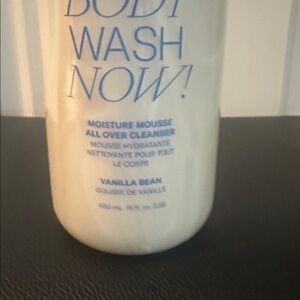 BODY
WASH
NOW!
MOISTURE MOUSSE
ALL OVER CLEANSER
MOUSSE HYDRATANTE
NETTOYANTE POUR TOUT
LE CORPS
VANILLA BEAN
GOUSSE DE VANILLE